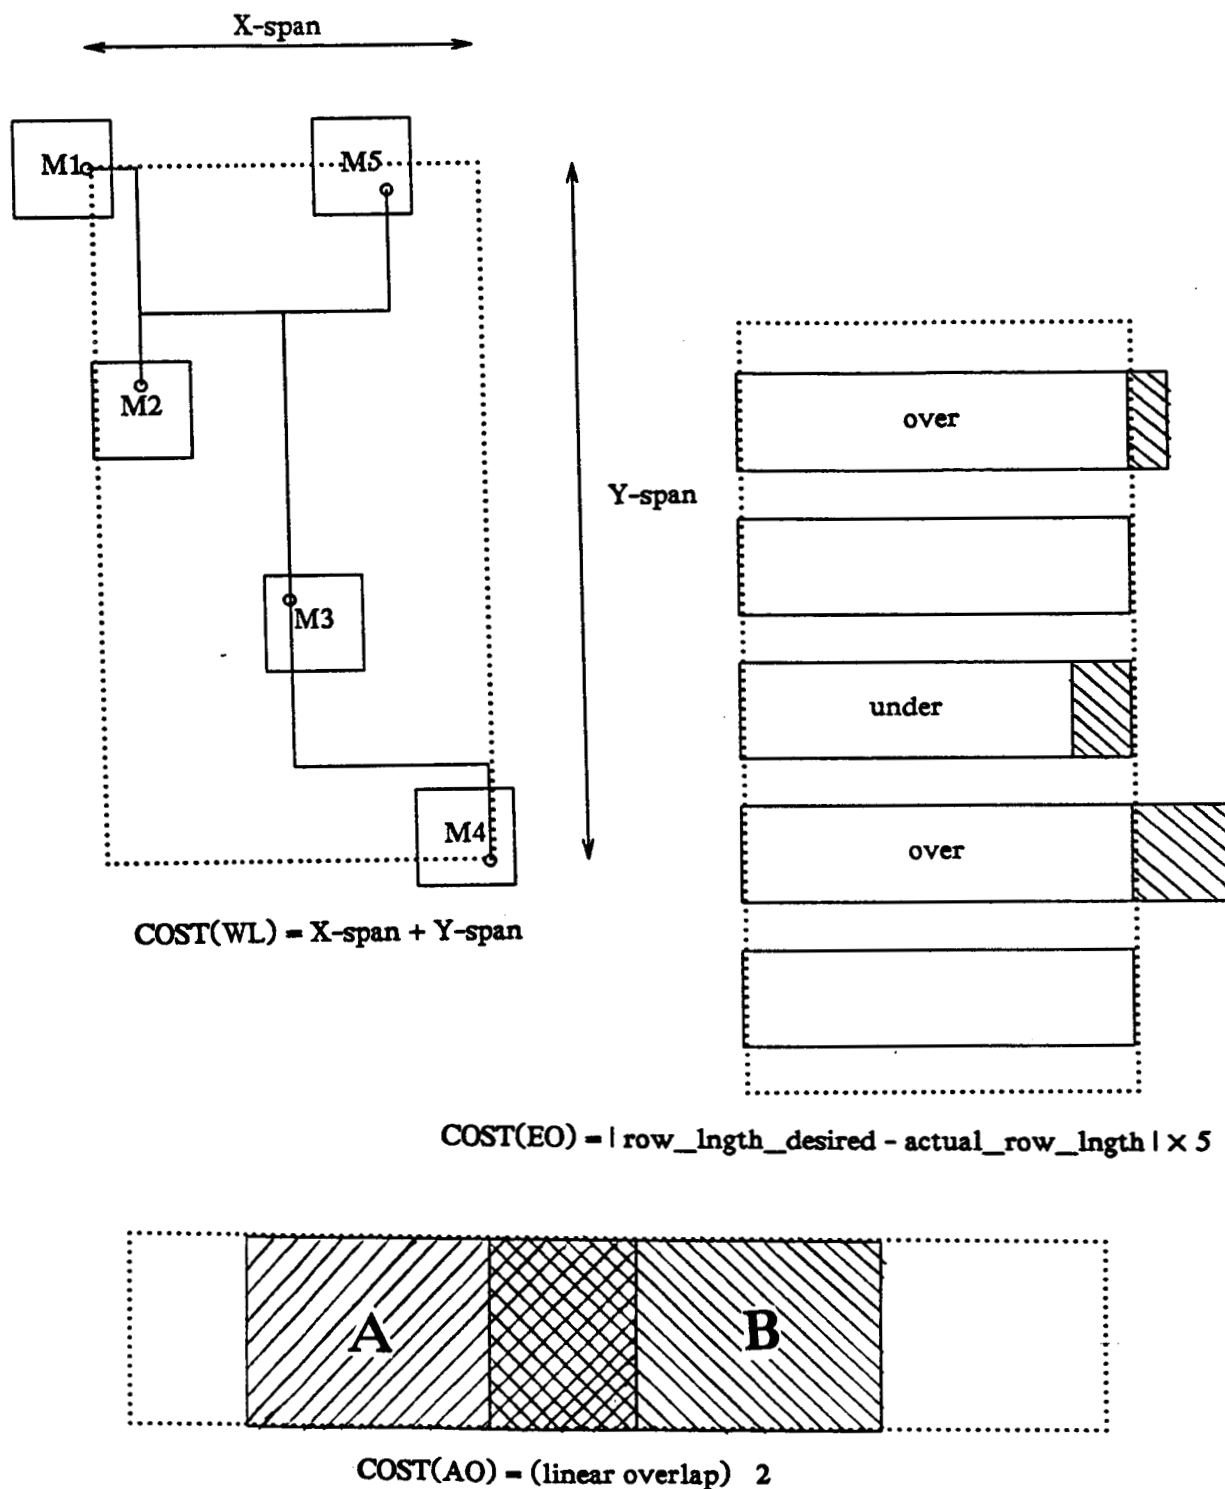 X-span
M1
M5
M2
over
Y-span
M3
under
M4
over
COST(WL) = X-span + Y-span
COST(EO) = | row_lngth_desired - actual_row_lngth | × 5
A
B
COST(AO) = (linear overlap) 2